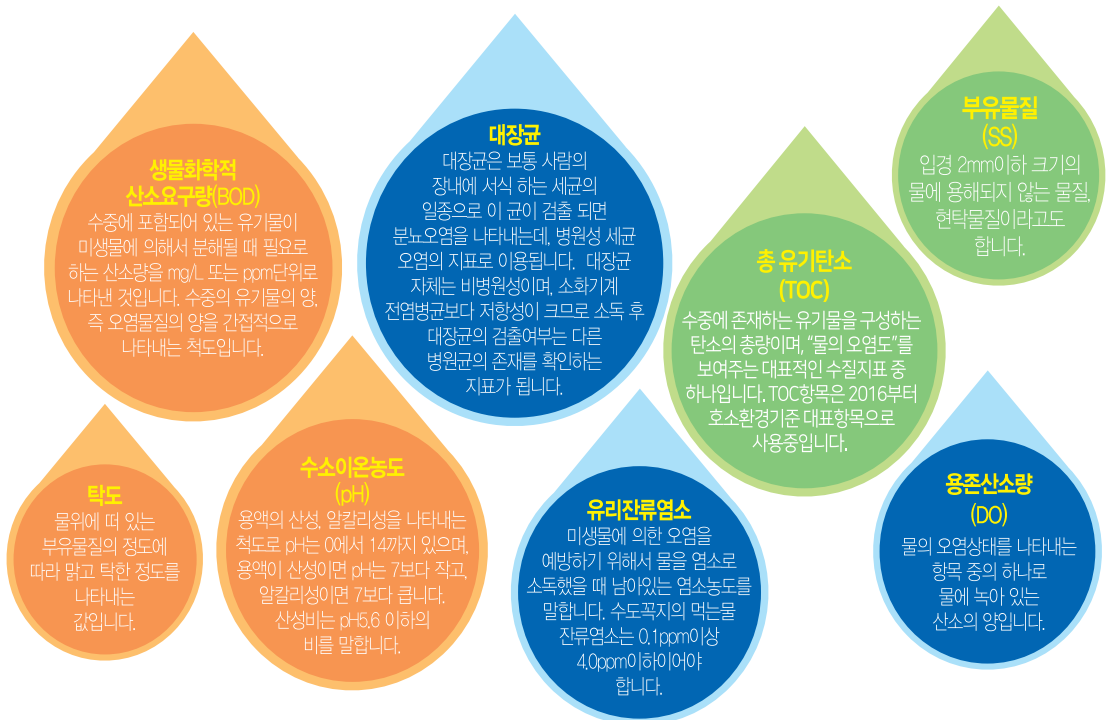 생물화학적
산소요구량(BOD)
수중에 포함되어 있는 유기물이
미생물에 의해서 분해될 때 필요로
하는 산소량을 mg/L 또는 ppm단위로
나타낸 것입니다. 수중의 유기물의 양,
즉 오염물질의 양을 간접적으로
나타내는 척도입니다.
대장균
대장균은 보통 사람의
장내에 서식 하는 세균의
일종으로 이 균이 검출 되면
분뇨오염을 나타내는데, 병원성 세균
오염의 지표로 이용됩니다. 대장균
자체는 비병원성이며, 소화기계
전염병균보다 저항성이 크므로 소독 후
대장균의 검출여부는 다른
병원균의 존재를 확인하는
지표가 됩니다.
총 유기탄소
(TOC)
수중에 존재하는 유기물을 구성하는
탄소의 총량이며, “물의 오염도”를
보여주는 대표적인 수질지표 중
하나입니다. TOC항목은 2016부터
호소환경기준 대표항목으로
사용중입니다.
부유물질
(SS)
입경 2mm이하 크기의
물에 용해되지 않는 물질,
현탁물질이라고도
합니다.
탁도
물위에 떠 있는
부유물질의 정도에
따라 맑고 탁한 정도를
나타내는
값입니다.
수소이온농도
(pH)
용액의 산성, 알칼리성을 나타내는
척도로 pH는 0에서 14까지 있으며,
용액이 산성이면 pH는 7보다 작고,
알칼리성이면 7보다 큽니다.
산성비는 pH5.6 이하의
비를 말합니다.
유리잔류염소
미생물에 의한 오염을
예방하기 위해서 물을 염소로
소독했을 때 남아있는 염소농도를
말합니다. 수도꼭지의 먹는물
잔류염소는 0.1ppm이상
4.0ppm이하이어야
합니다.
용존산소량
(DO)
물의 오염상태를 나타내는
항목 중의 하나로
물에 녹아 있는
산소의 양입니다.